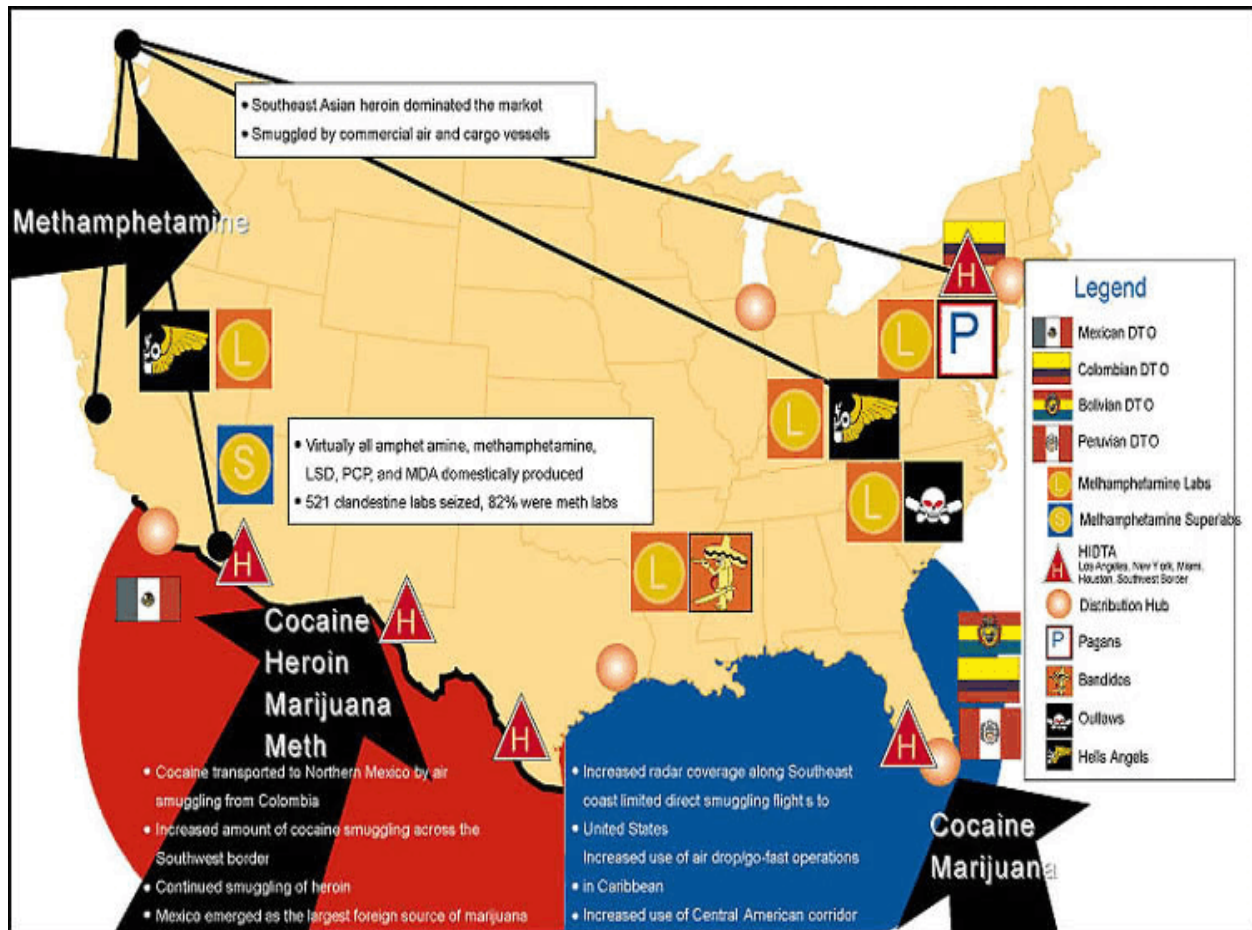 • Southeast Asian heroin dominated the market
• Smuggled by commercial air and cargo vessels
Methamphetamine
H
L
L
P
L
S
• Virtually all amphet amine, methamphetamine,
LSD, PCP, and MDA domestically produced
• 521 clandestine labs seized, 82% were meth labs
L
H
L
H
H
H
Cocaine
Heroin
Marijuana
Meth
• Cocaine transported to Northern Mexico by air
smuggling from Colombia
• Increased amount of cocaine smuggling across the
Southwest border
• Continued smuggling of heroin
• Mexico emerged as the largest foreign source of marijuana
• Increased radar coverage along Southeast
coast limited direct smuggling flight s to
• United States
Increased use of air drop/go-fast operations
• in Caribbean
• Increased use of Central American corridor
Cocaine
Marijuana
Legend
Mexican DTO
Colombian DTO
Bolivian DTO
Peruvian DTO
L Methamphetamine Labs
S Methamphetamine Superlabs
H HIDTA
Los Angeles, New York, Miami,
Houston, Southwest Border
Distribution Hub
P Pagans
Bandidos
Outlaws
Hells Angels